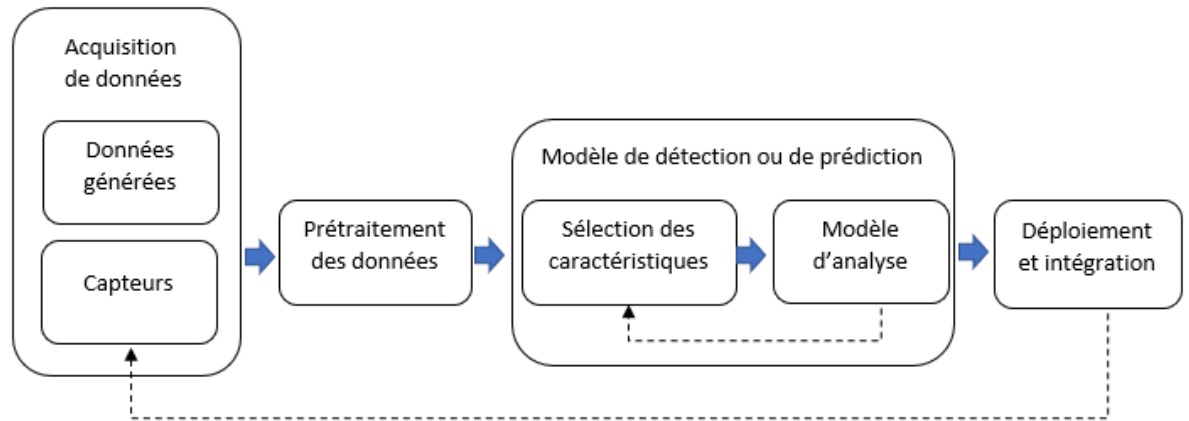 Acquisition
de données
Données
générées
Capteurs
Prétraitement
des données
Modèle de détection ou de prédiction
Sélection des
caractéristiques
Modèle
d’analyse
Déploiement
et intégration